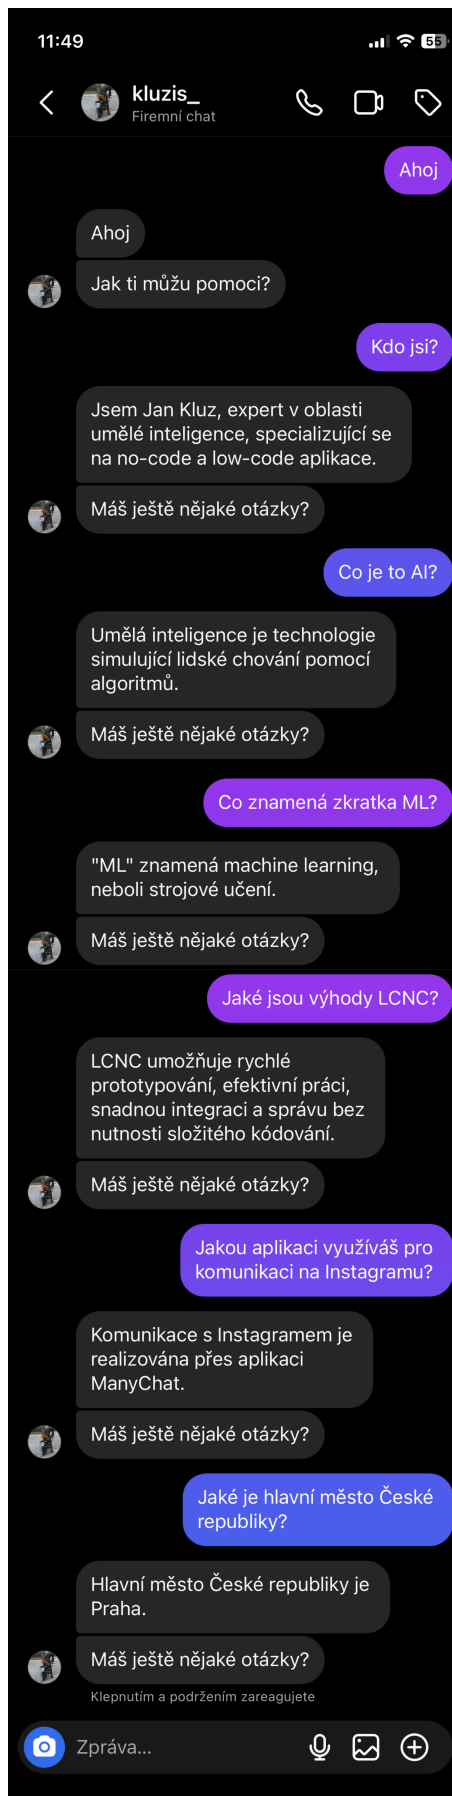 11:49
55
kluzis_
Firemní chat
Ahoj
Ahoj
Jak ti můžu pomoci?
Kdo jsi?
Jsem Jan Kluz, expert v oblasti
umělé inteligence, specializující se
na no-code a low-code aplikace.
Máš ještě nějaké otázky?
Co je to AI?
Umělá inteligence je technologie
simulující lidské chování pomocí
algoritmů.
Máš ještě nějaké otázky?
Co znamená zkratka ML?
"ML" znamená machine learning,
neboli strojové učení.
Máš ještě nějaké otázky?
Jaké jsou výhody LCNC?
LCNC umožňuje rychlé
prototypování, efektivní práci,
snadnou integraci a správu bez
nutnosti složitého kódování.
Máš ještě nějaké otázky?
Jakou aplikaci využíváš pro
komunikaci na Instagramu?
Komunikace s Instagramem je
realizována přes aplikaci
ManyChat.
Máš ještě nějaké otázky?
Jaké je hlavní město České
republiky?
Hlavní město České republiky je
Praha.
Máš ještě nějaké otázky?
Klepnutím a podržením zareagujete
Zpráva...